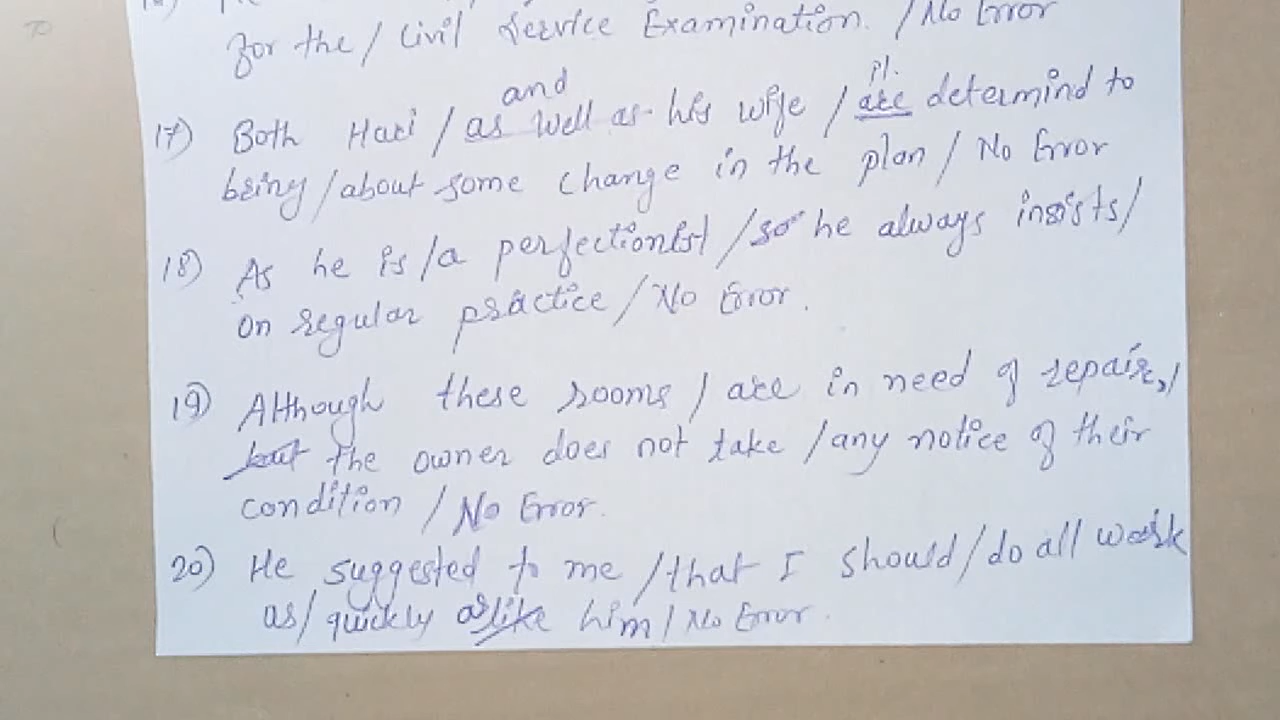 for the / Civil Service Examination. / No Error
and
pl.
17) Both Hari / as well as his wife / are determind to
being / about some change in the plan / No Error
18) As he is / a perfectionist / so he always insists /
on regular practice / No Error.
19) Although these rooms / are in need of repair, /
but the owner does not take / any notice of their
condition / No Error.
20) He suggested to me / that I should / do all work
as / quickly as like him / No Error.